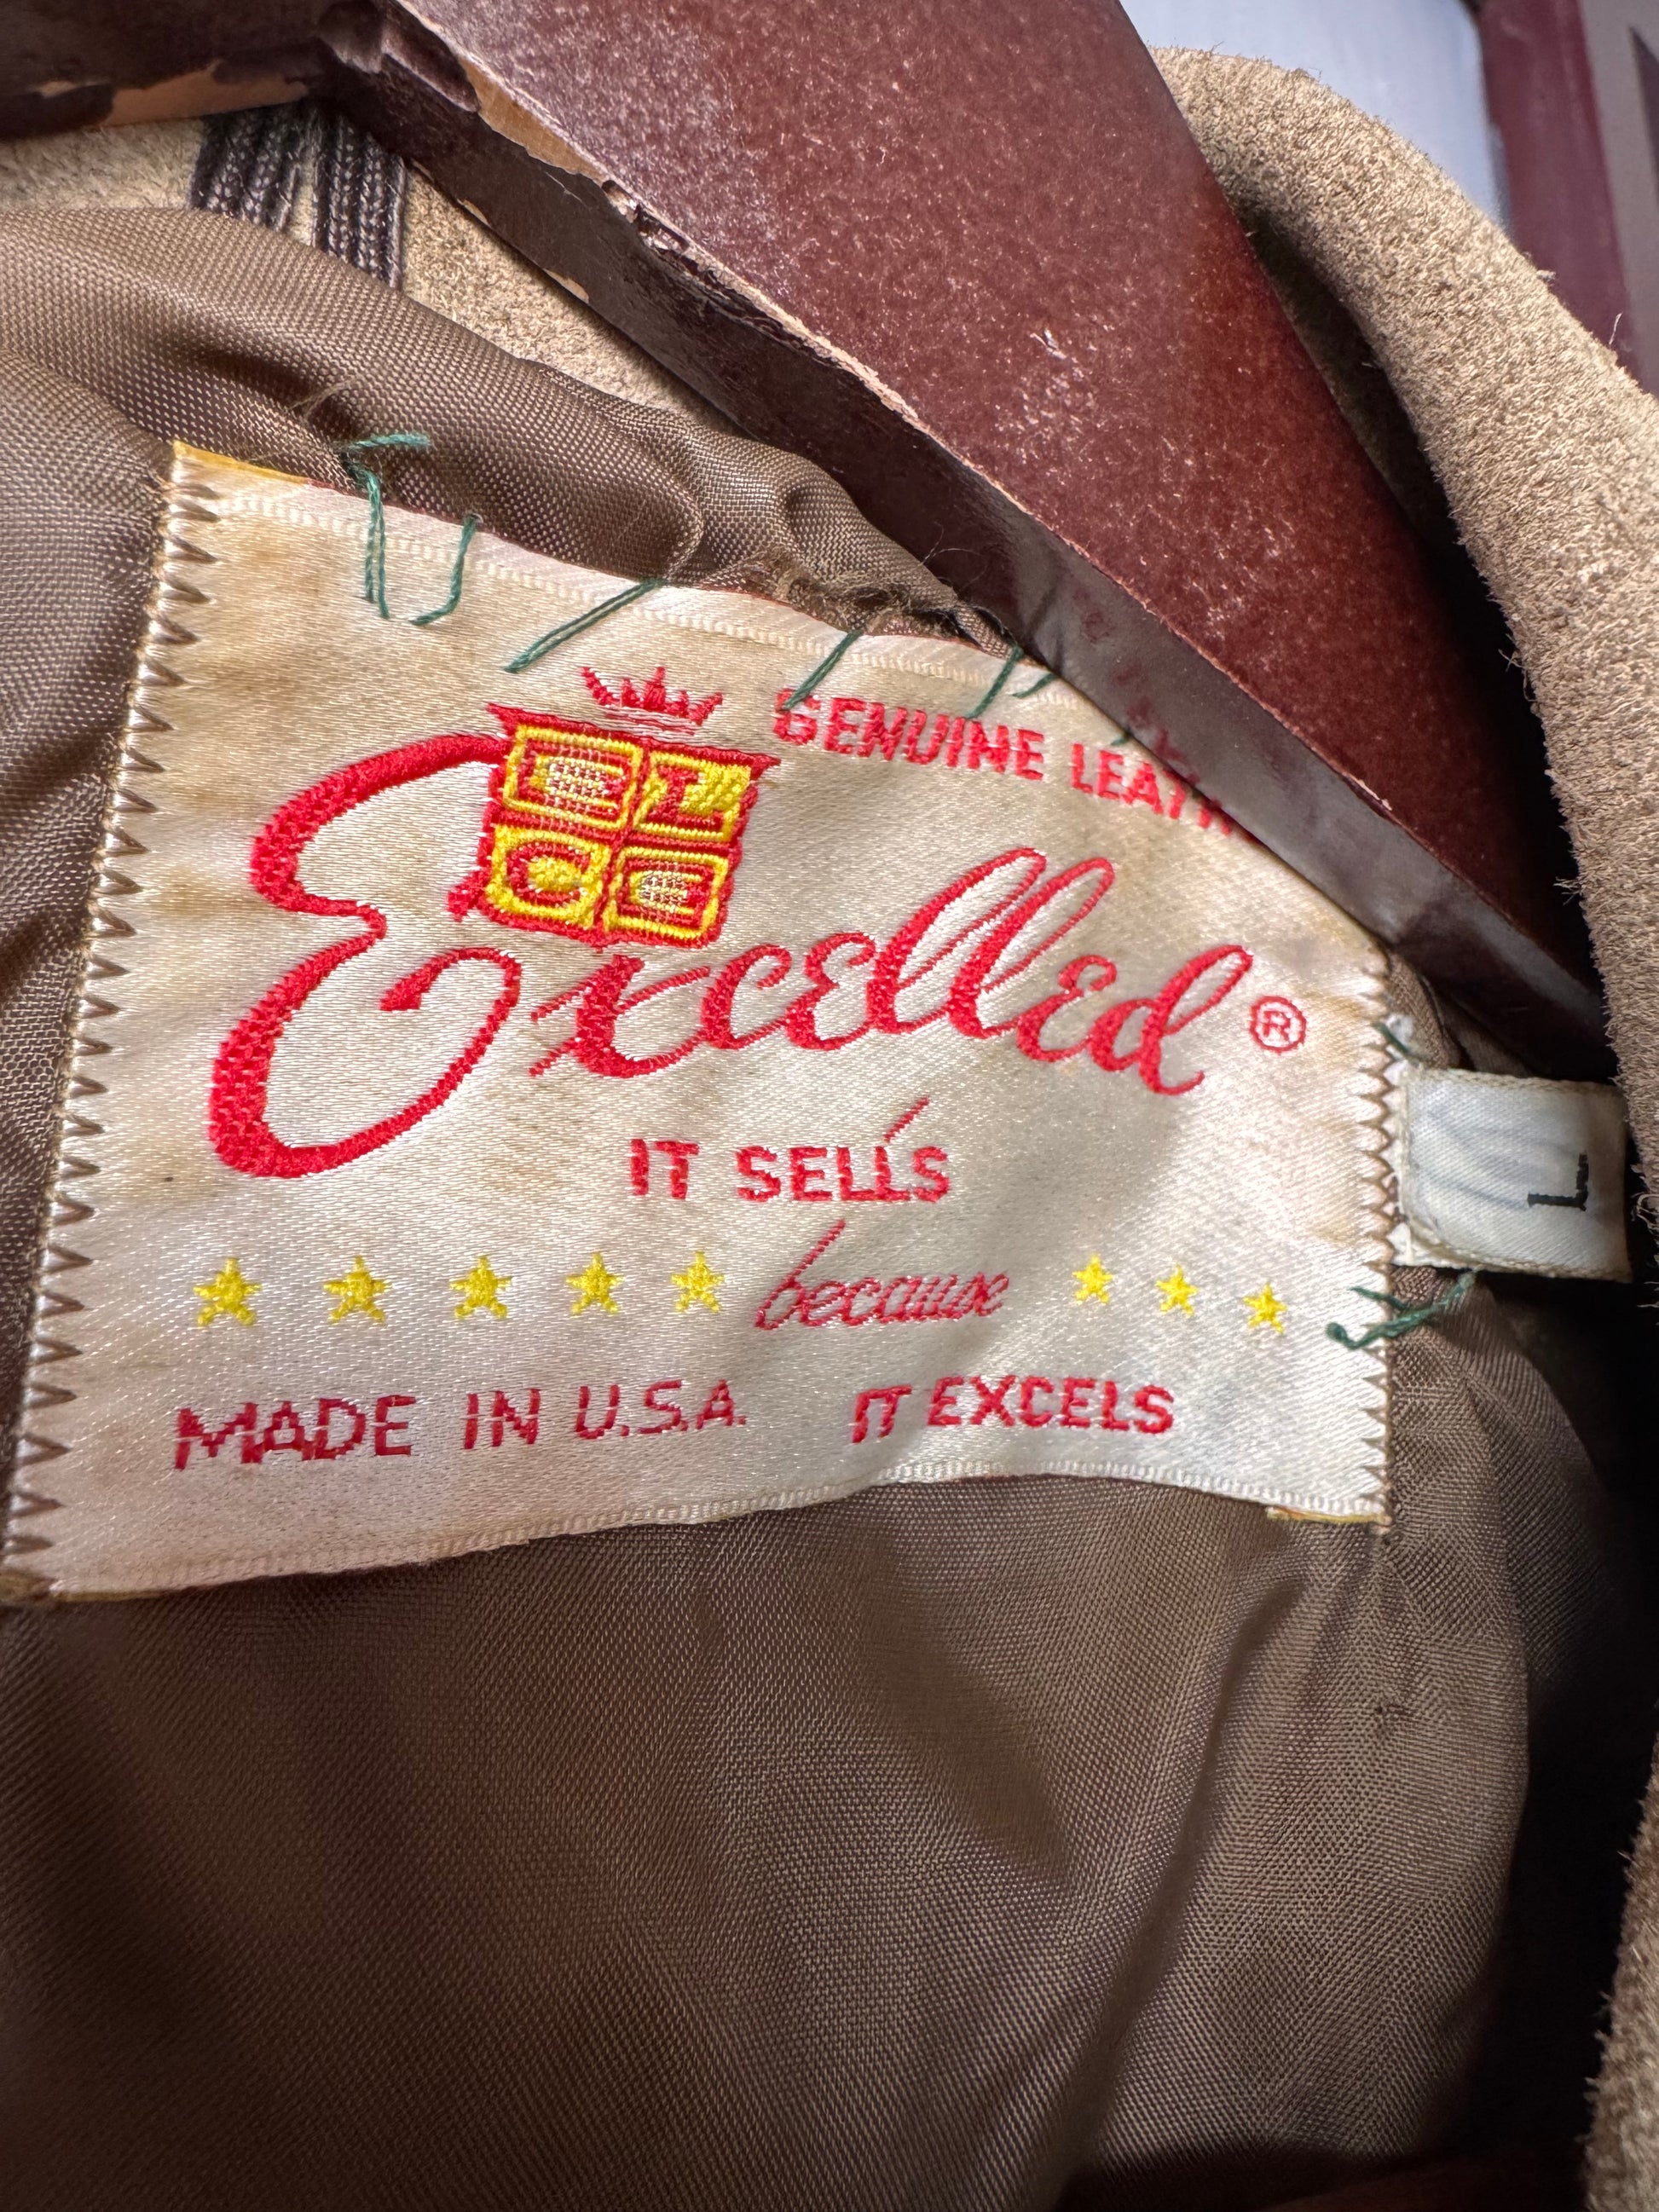 GENUINE LEATH
E L
C C
Excelled ®
IT SELLS
because
MADE IN U.S.A. IT EXCELS
L